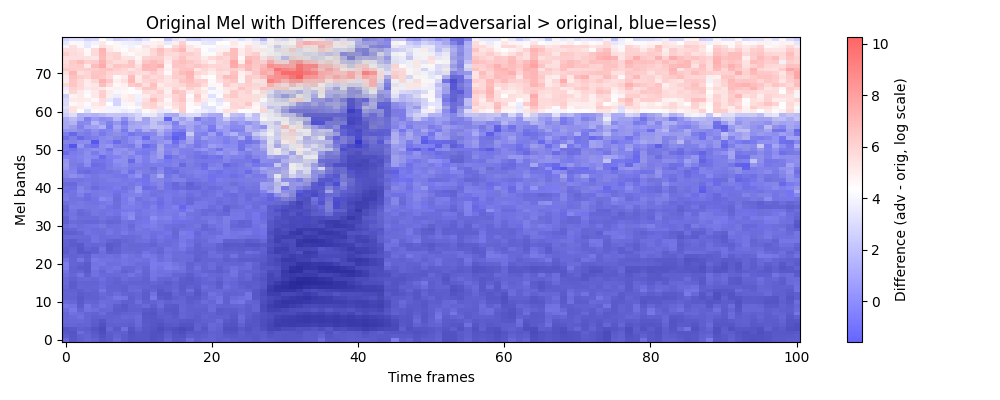 Original Mel with Differences (red=adversarial > original, blue=less)
Mel bands
70
60
50
40
30
20
10
0
0 20 40 60 80 100
Time frames
10
8
6
4
2
0
Difference (adv - orig, log scale)